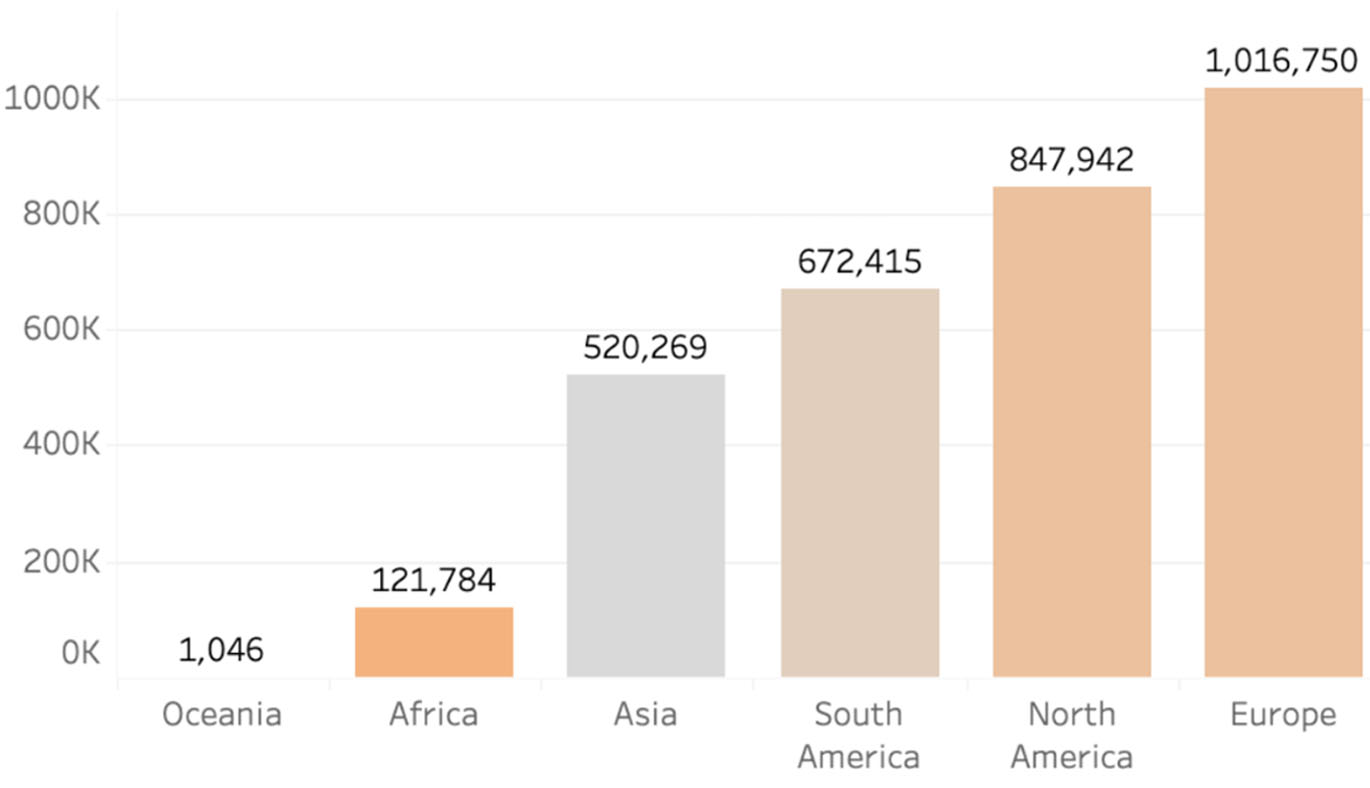 1,016,750
1000K
847,942
800K
672,415
600K
520,269
400K
200K
121,784
1,046
0K
Oceania
Africa
Asia
South
America
North
America
Europe